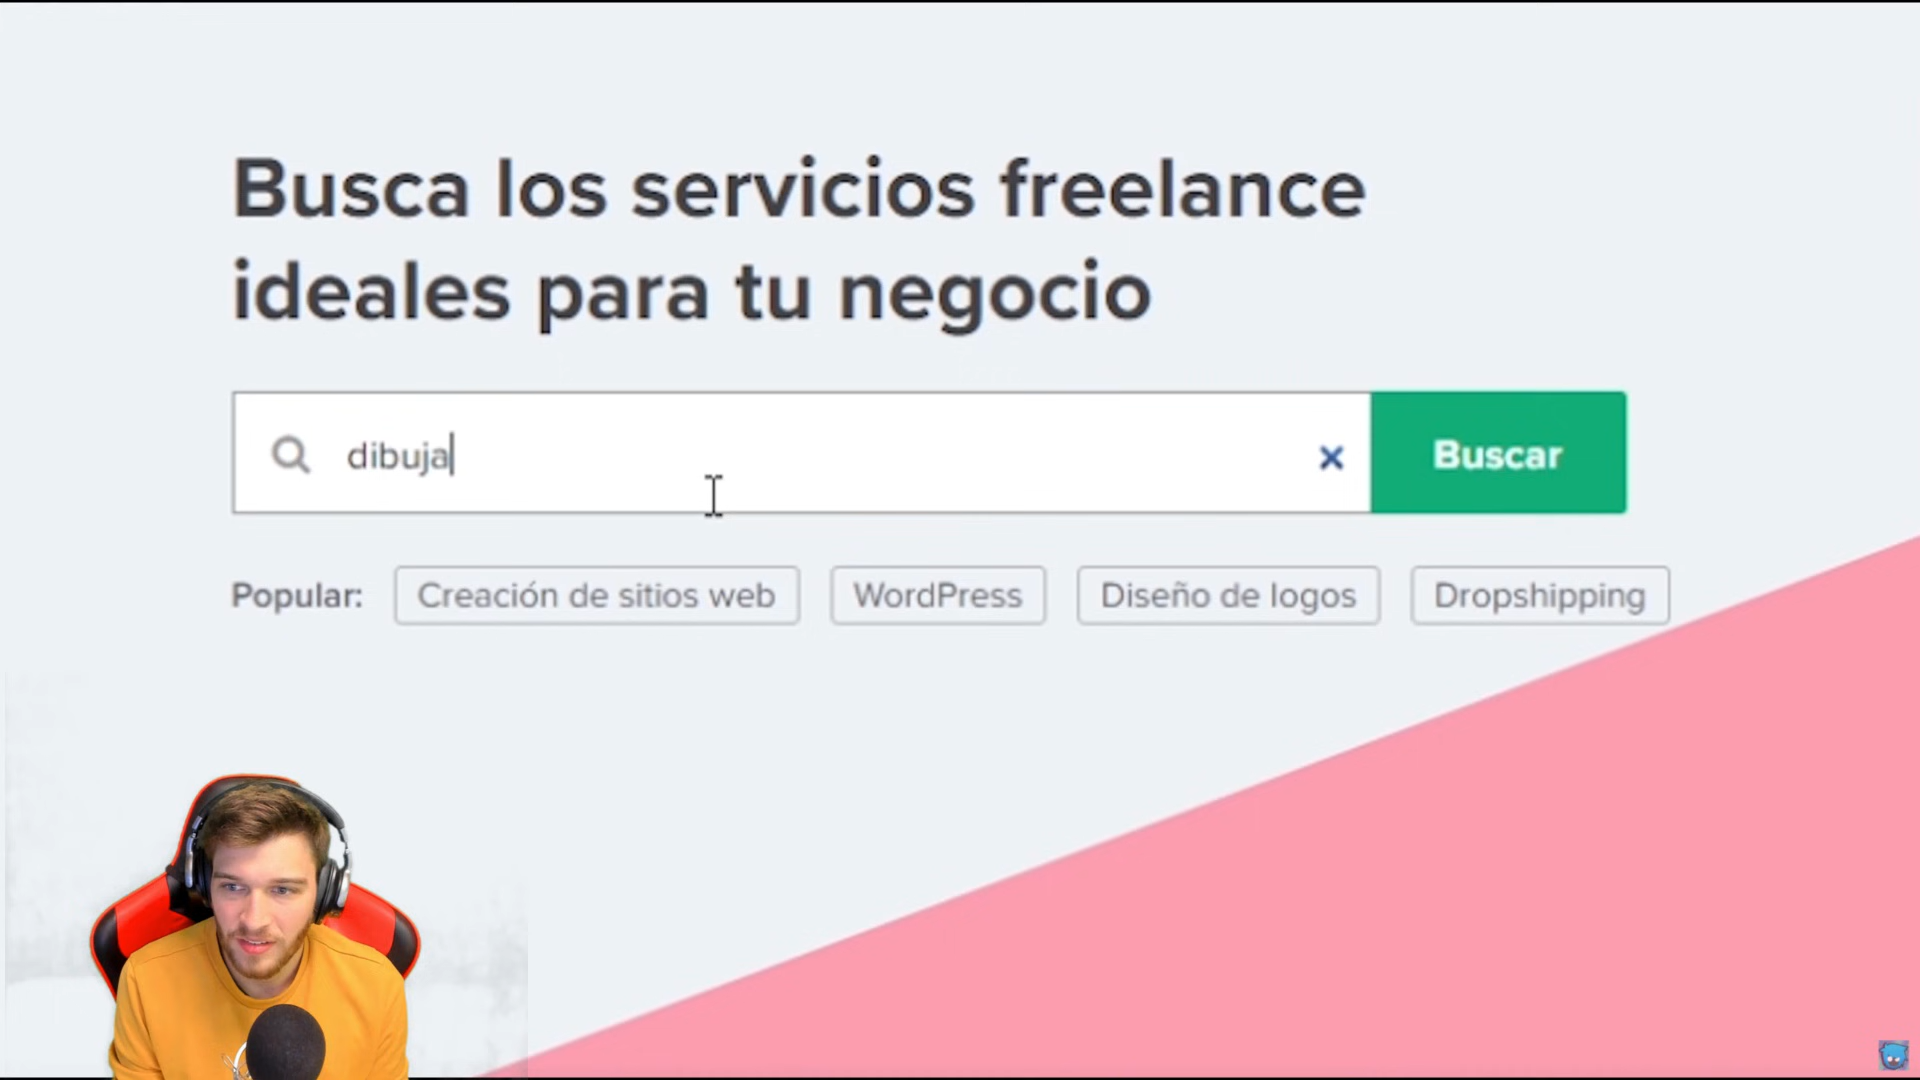 Busca los servicios freelance
ideales para tu negocio
dibuja
Buscar
Popular:
Creación de sitios web
WordPress
Diseño de logos
Dropshipping